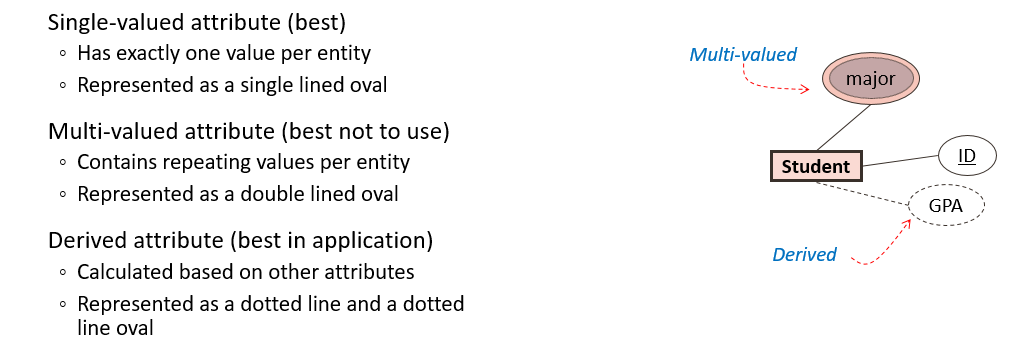 Single-valued attribute (best)
◦ Has exactly one value per entity
◦ Represented as a single lined oval
Multi-valued attribute (best not to use)
◦ Contains repeating values per entity
◦ Represented as a double lined oval
Derived attribute (best in application)
◦ Calculated based on other attributes
◦ Represented as a dotted line and a dotted
line oval
Multi-valued
major
Student
ID
GPA
Derived